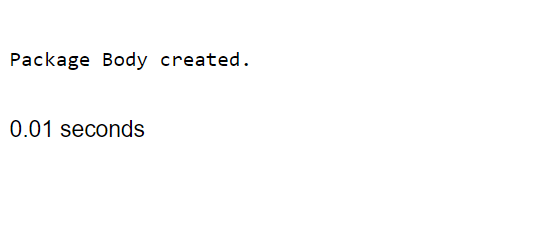 Package Body created.
0.01 seconds